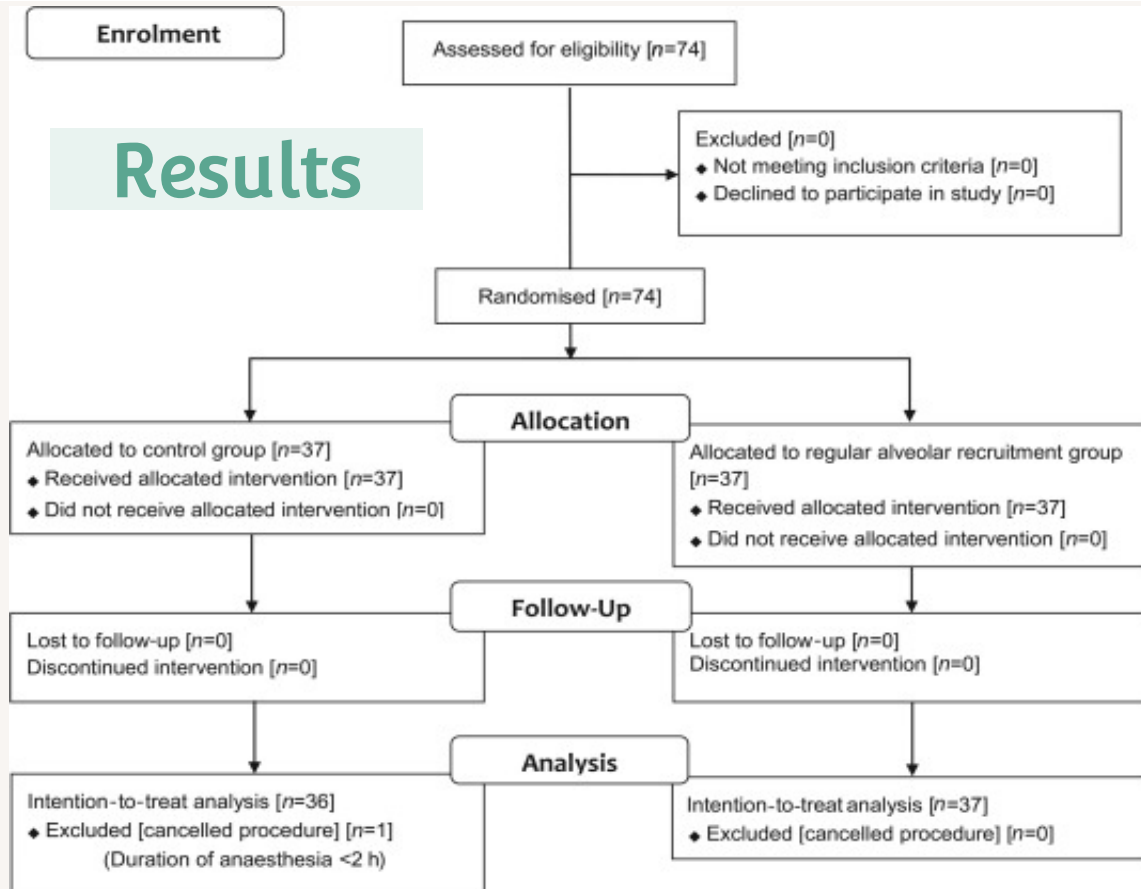 Enrolment
Assessed for eligibility [n=74]
Results
Excluded [n=0]
◆ Not meeting inclusion criteria [n=0]
◆ Declined to participate in study [n=0]
Randomised [n=74]
Allocation
Allocated to control group [n=37]
◆ Received allocated intervention [n=37]
◆ Did not receive allocated intervention [n=0]
Allocated to regular alveolar recruitment group
[n=37]
◆ Received allocated intervention [n=37]
◆ Did not receive allocated intervention [n=0]
Follow-Up
Lost to follow-up [n=0]
Discontinued intervention [n=0]
Lost to follow-up [n=0]
Discontinued intervention [n=0]
Analysis
Intention-to-treat analysis [n=36]
◆ Excluded [cancelled procedure] [n=1]
(Duration of anaesthesia <2 h)
Intention-to-treat analysis [n=37]
◆ Excluded [cancelled procedure] [n=0]